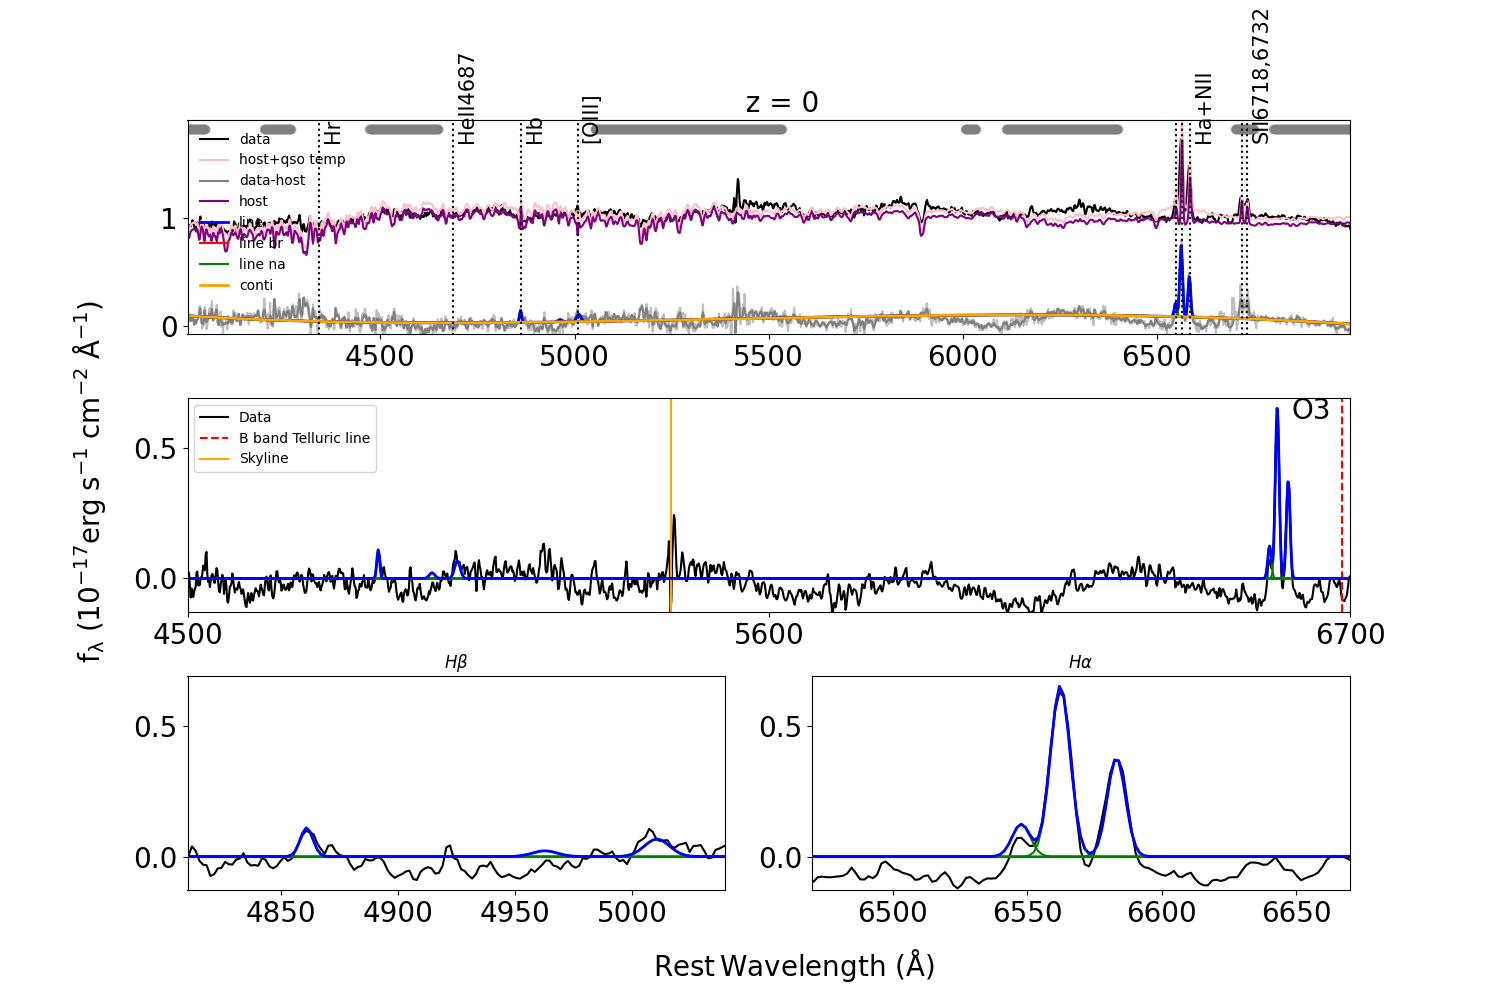 z = 0
Hr
HeII4687
Hb
[OIII]
Ha+NII
SII6718,6732
data
host+qso temp
data-host
host
line
line br
line na
conti
1
0
4500 5000 5500 6000 6500
Data
B band Telluric line
Skyline
O3
0.5
0.0
4500 5600 6700
fλ (10⁻¹⁷erg s⁻¹ cm⁻² Å⁻¹)
Hβ
0.5
0.0
4850 4900 4950 5000
Hα
0.5
0.0
6500 6550 6600 6650
Rest Wavelength (Å)